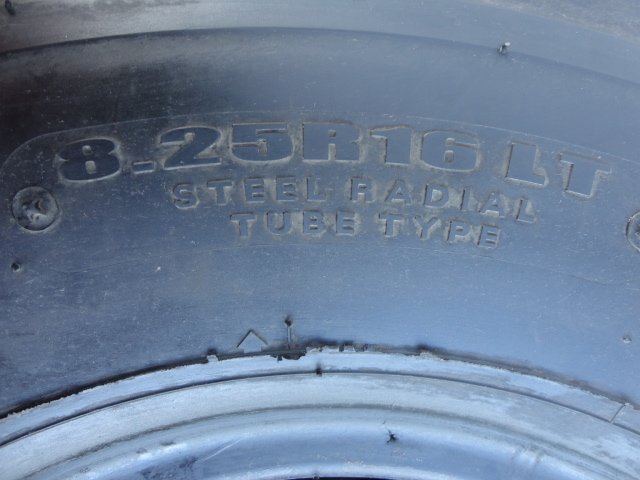 8.25R16 LT
STEEL RADIAL
TUBE TYPE